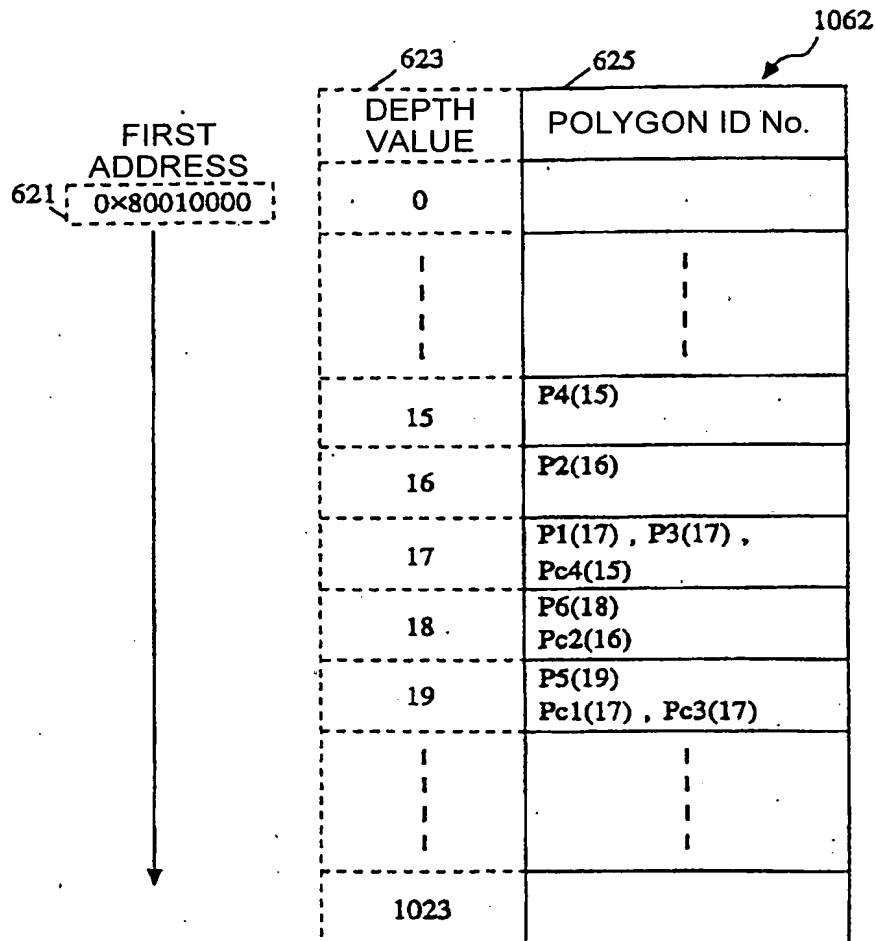 1062
623
625
DEPTH
VALUE
POLYGON ID No.
FIRST
ADDRESS
621
0×80010000
0
15
P4(15)
16
P2(16)
17
P1(17) , P3(17) ,
Pc4(15)
18
P6(18)
Pc2(16)
19
P5(19)
Pc1(17) , Pc3(17)
1023